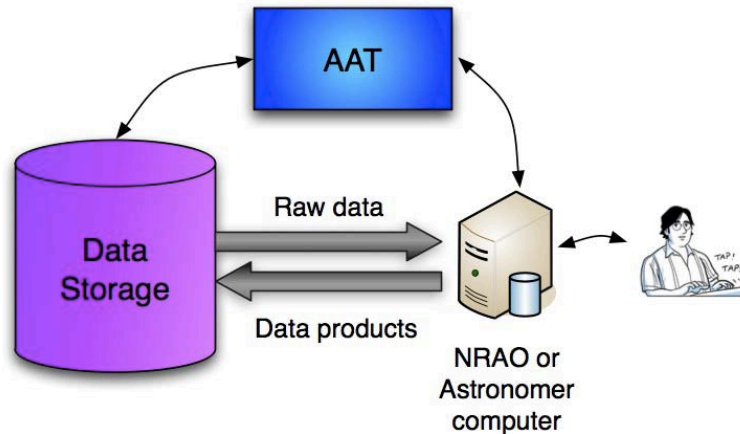 AAT
Raw data
Data
Storage
TAP!
TAP!
Data products
NRAO or
Astronomer
computer